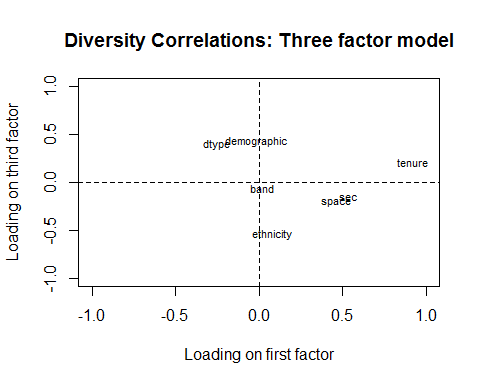 Diversity Correlations: Three factor model
Loading on third factor
1.0
0.5
0.0
-0.5
-1.0
demographic
dtype
tenure
band
sec
space
ethnicity
-1.0 -0.5 0.0 0.5 1.0
Loading on first factor